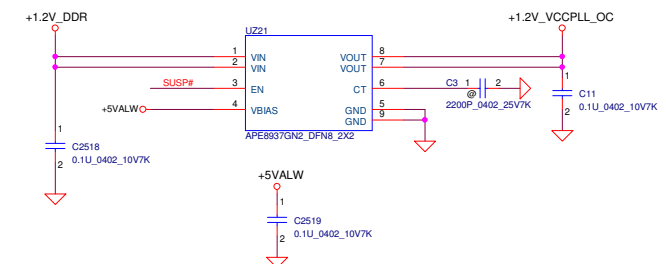 +1.2V_DDR
+1.2V_VCCPLL_OC
UZ21
1 VIN VOUT 8
2 VIN VOUT 7
SUSP# 3 EN CT 6 C3 1 2
@
2200P_0402_25V7K
+5VALW 4 VBIAS GND 5
GND 9
APE8937GN2_DFN8_2X2
1
C11
0.1U_0402_10V7K
2
1
C2518
0.1U_0402_10V7K
2
+5VALW
1
C2519
0.1U_0402_10V7K
2